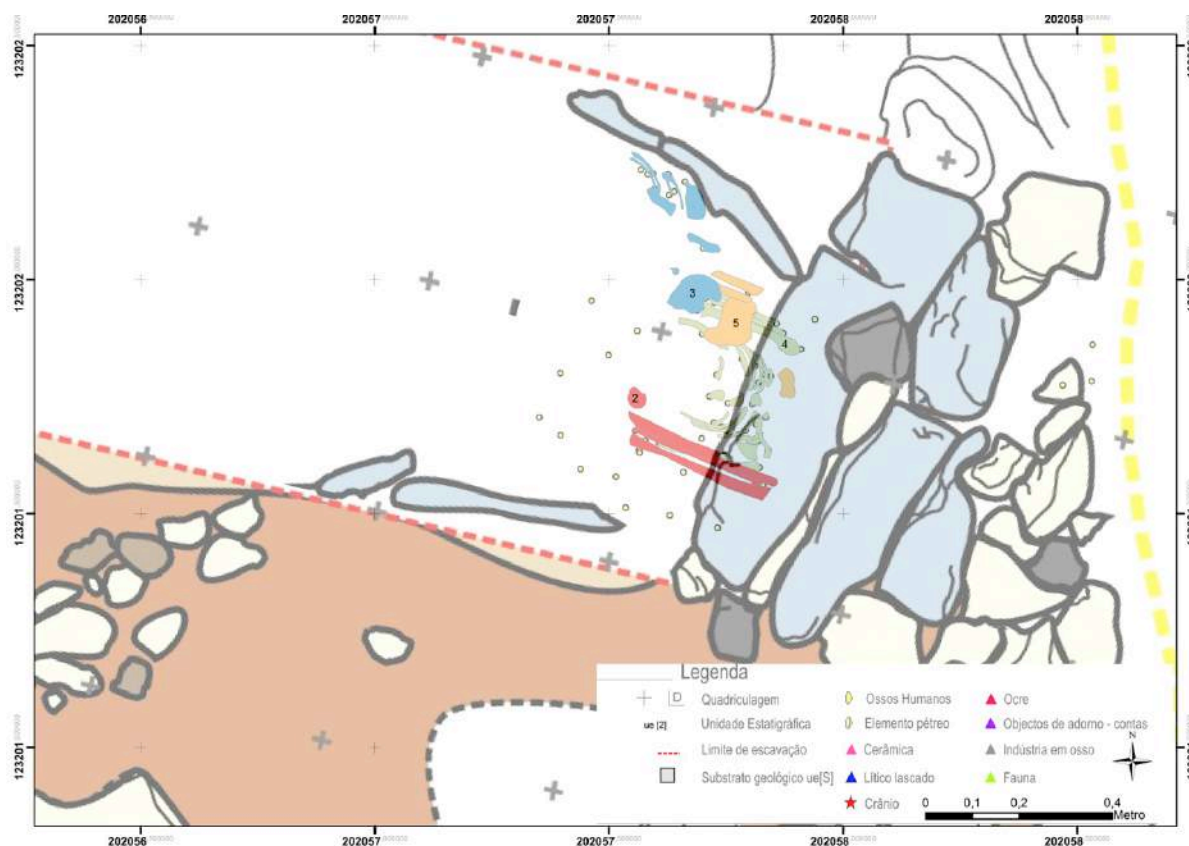 202056 202057 202057 202058 202058
123202
123202
123201
123201
3
5
4
2
Legenda
D Quadriculagem
ue [2] Unidade Estatigráfica
Limite de escavação
Substrato geológico ue[S]
Ossos Humanos
Elemento pétreo
Cerâmica
Lítico lascado
Crânio
Ocre
Objectos de adorno - contas
Indústria em osso
Fauna
N
0 0,1 0,2 0,4
Metro
202056 202057 202057 202058 202058